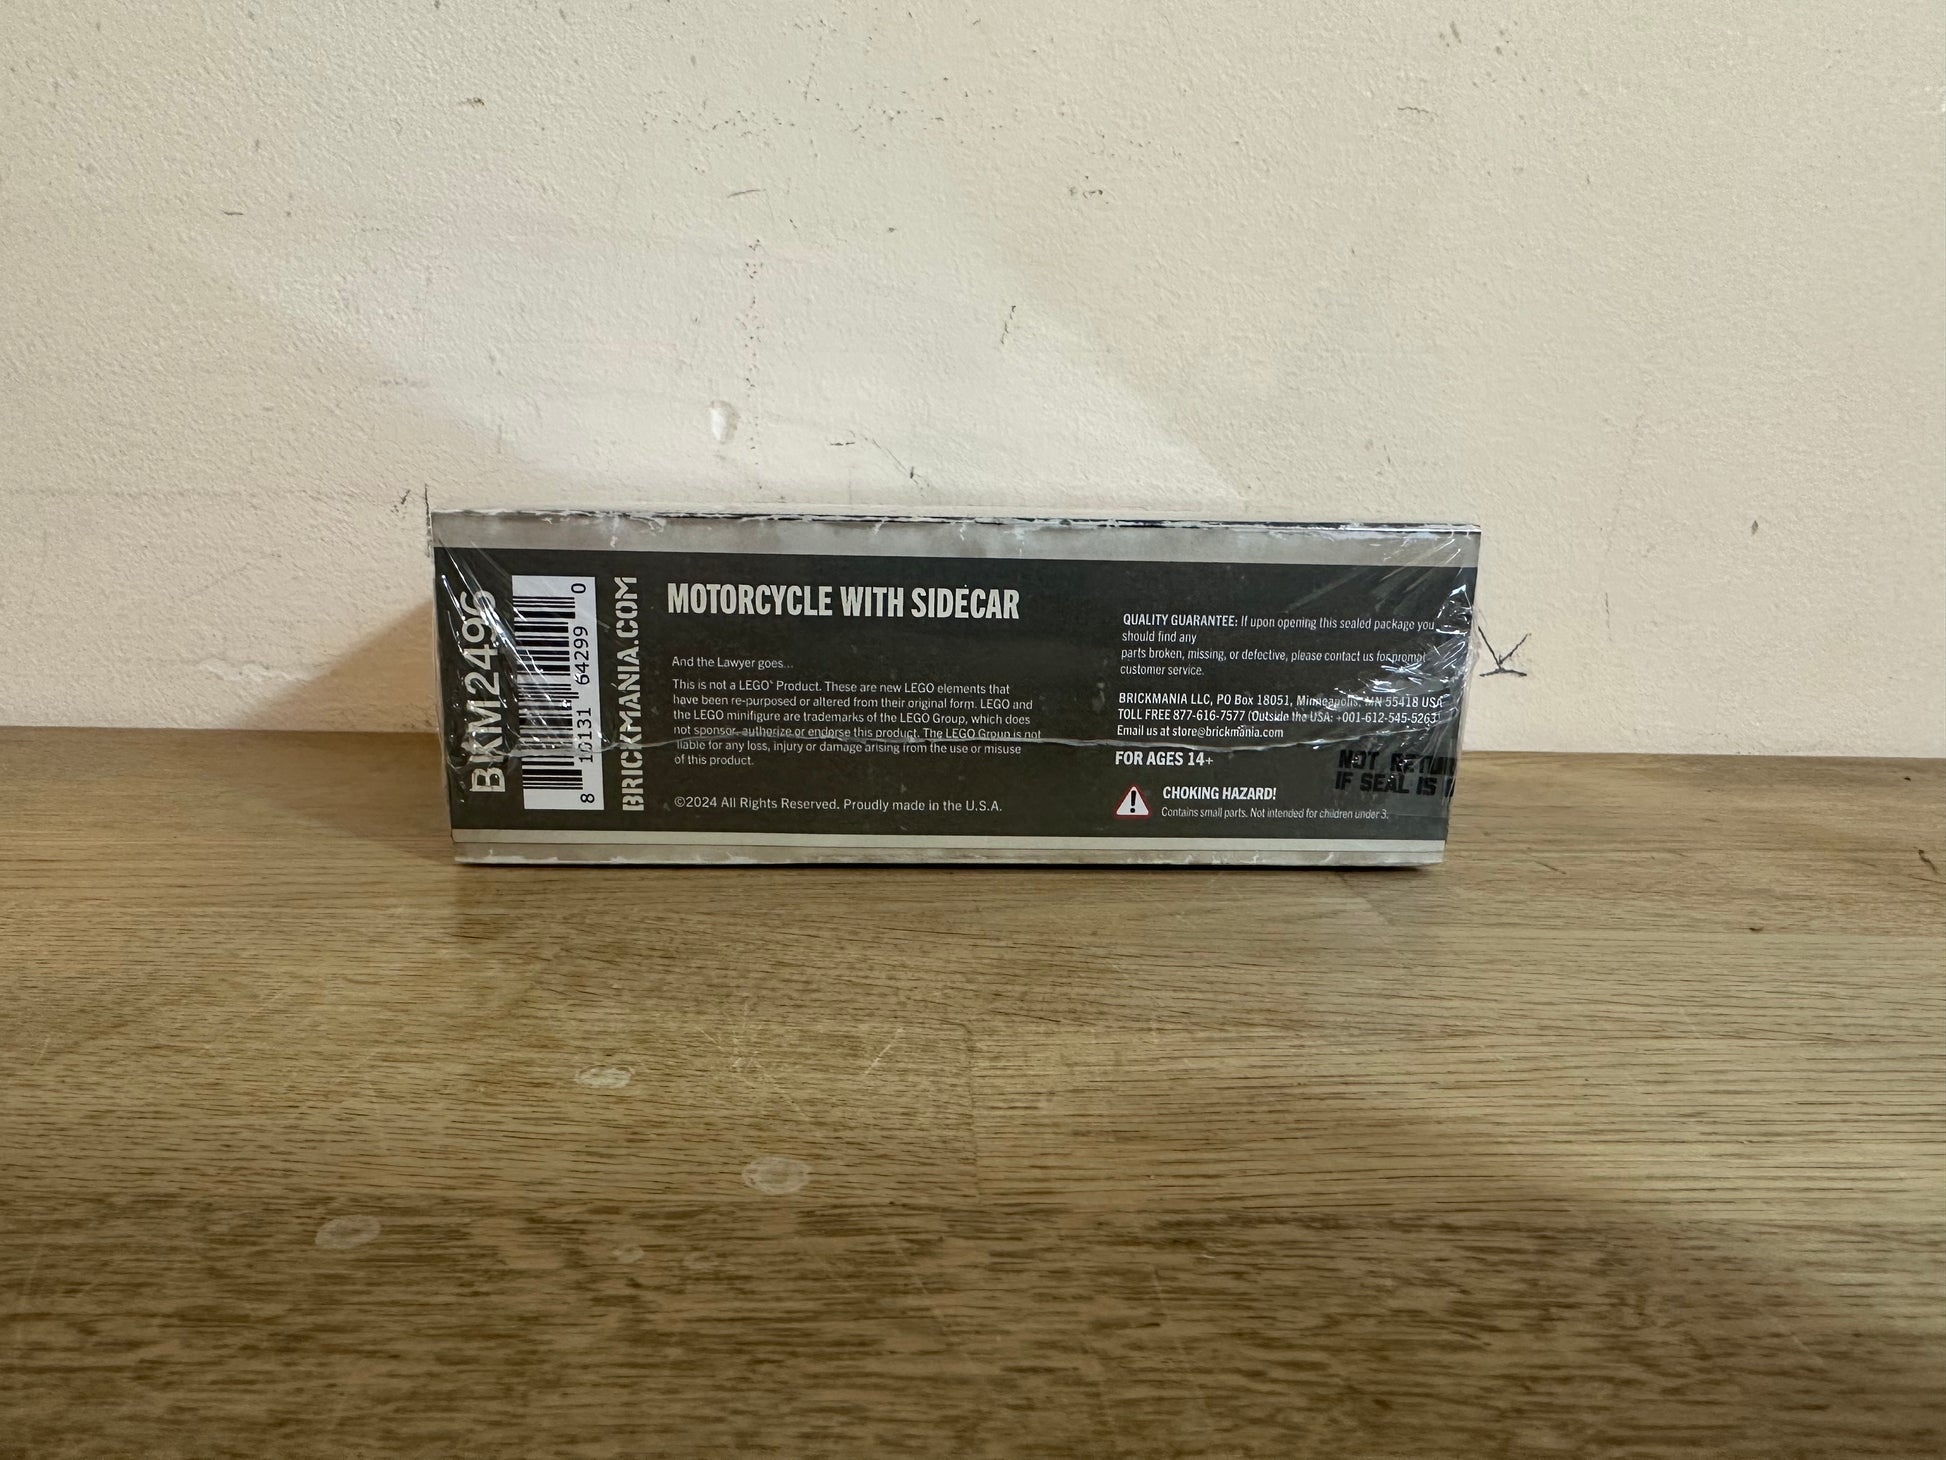 BKM2496
8 10131 64299 0
BRICKMANIA.COM
MOTORCYCLE WITH SIDECAR
And the Lawyer goes...
This is not a LEGO® Product. These are new LEGO elements that
have been re-purposed or altered from their original form. LEGO and
the LEGO minifigure are trademarks of the LEGO Group, which does
not sponsor, authorize or endorse this product. The LEGO Group is not
liable for any loss, injury or damage arising from the use or misuse
of this product.
©2024 All Rights Reserved. Proudly made in the U.S.A.
QUALITY GUARANTEE: If upon opening this sealed package you
should find any
parts broken, missing, or defective, please contact us for prompt
customer service.
BRICKMANIA LLC, PO Box 18051, Minneapolis, MN 55418 USA
TOLL FREE 877-616-7577 (Outside the USA: +001-612-545-5263)
Email us at store@brickmania.com
FOR AGES 14+
CHOKING HAZARD!
Contains small parts. Not intended for children under 3.
NOT
IF SEAL IS